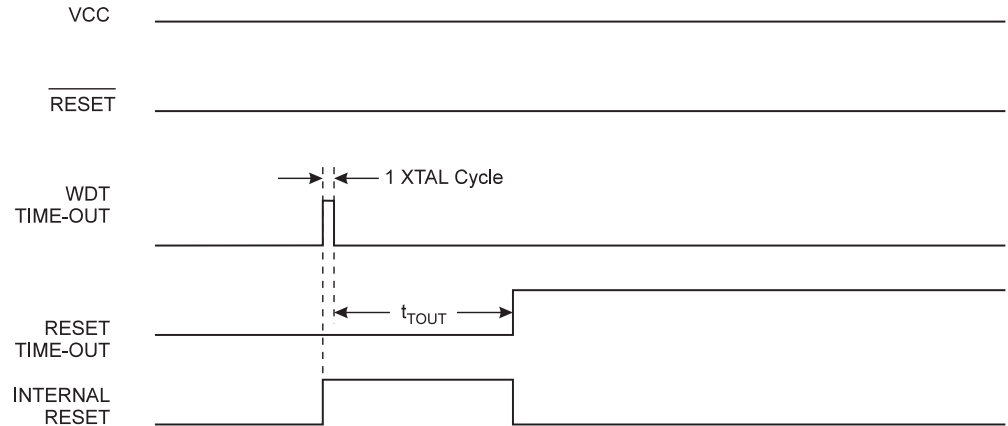 VCC
RESET
1 XTAL Cycle
WDT
TIME-OUT
tTOUT
RESET
TIME-OUT
INTERNAL
RESET